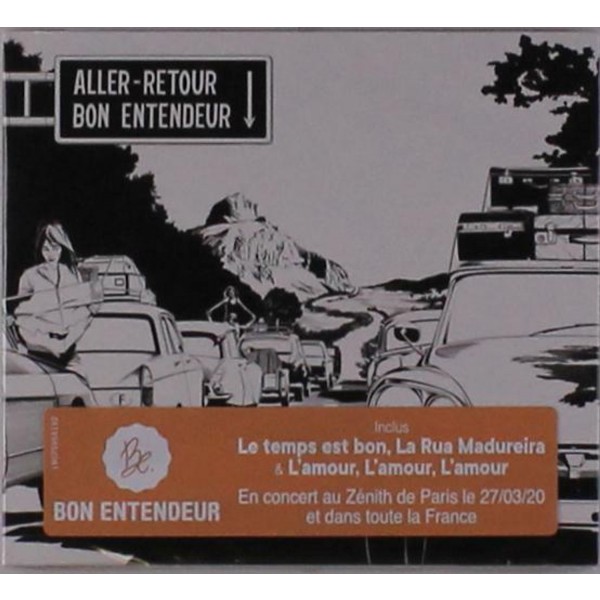 ALLER-RETOUR
BON ENTENDEUR
F
Be.
BON ENTENDEUR
Inclus
Le temps est bon, La Rua Madureira
& L'amour, L'amour, L'amour
En concert au Zénith de Paris le 27/03/20
et dans toute la France